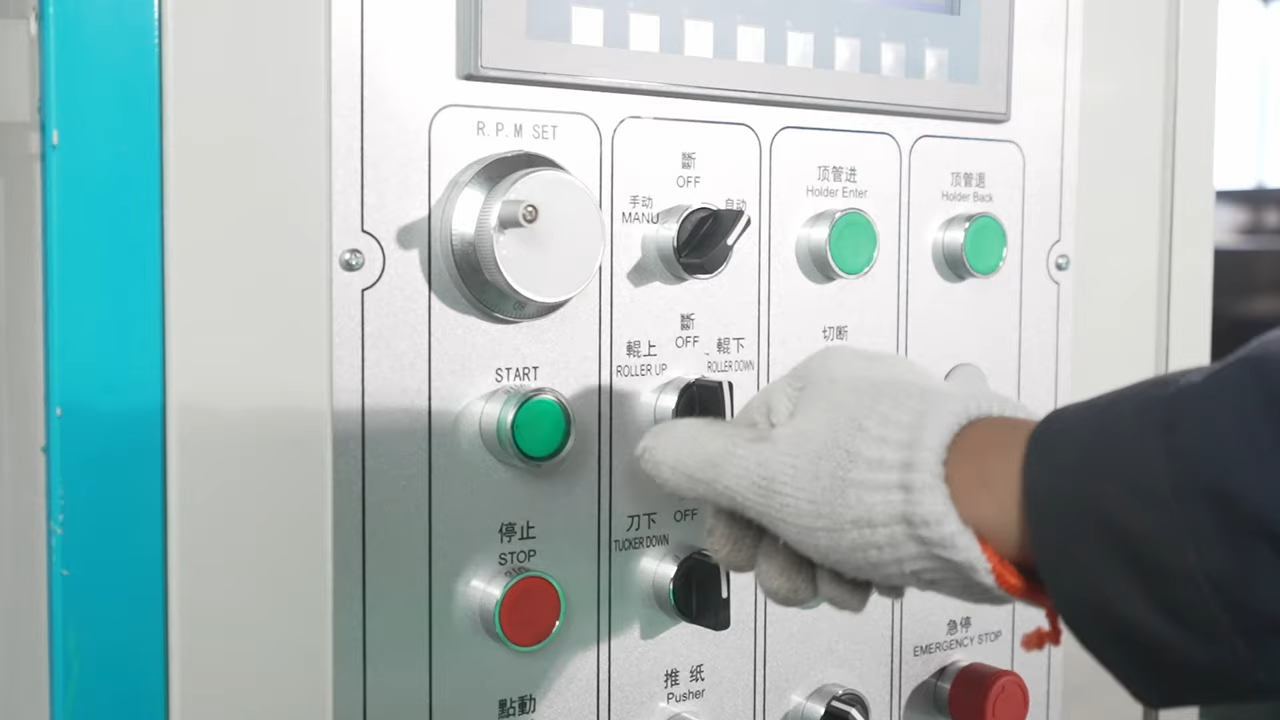 R.P.M SET
START
停止
STOP
點動
斷
OFF
手动
MANU
自动
斷
OFF
輥上
ROLLER UP
輥下
ROLLER DOWN
刀下
OFF
TUCKER DOWN
推 纸
Pusher
顶管进
Holder Enter
切断
顶管退
Holder Back
急停
EMERGENCY STOP